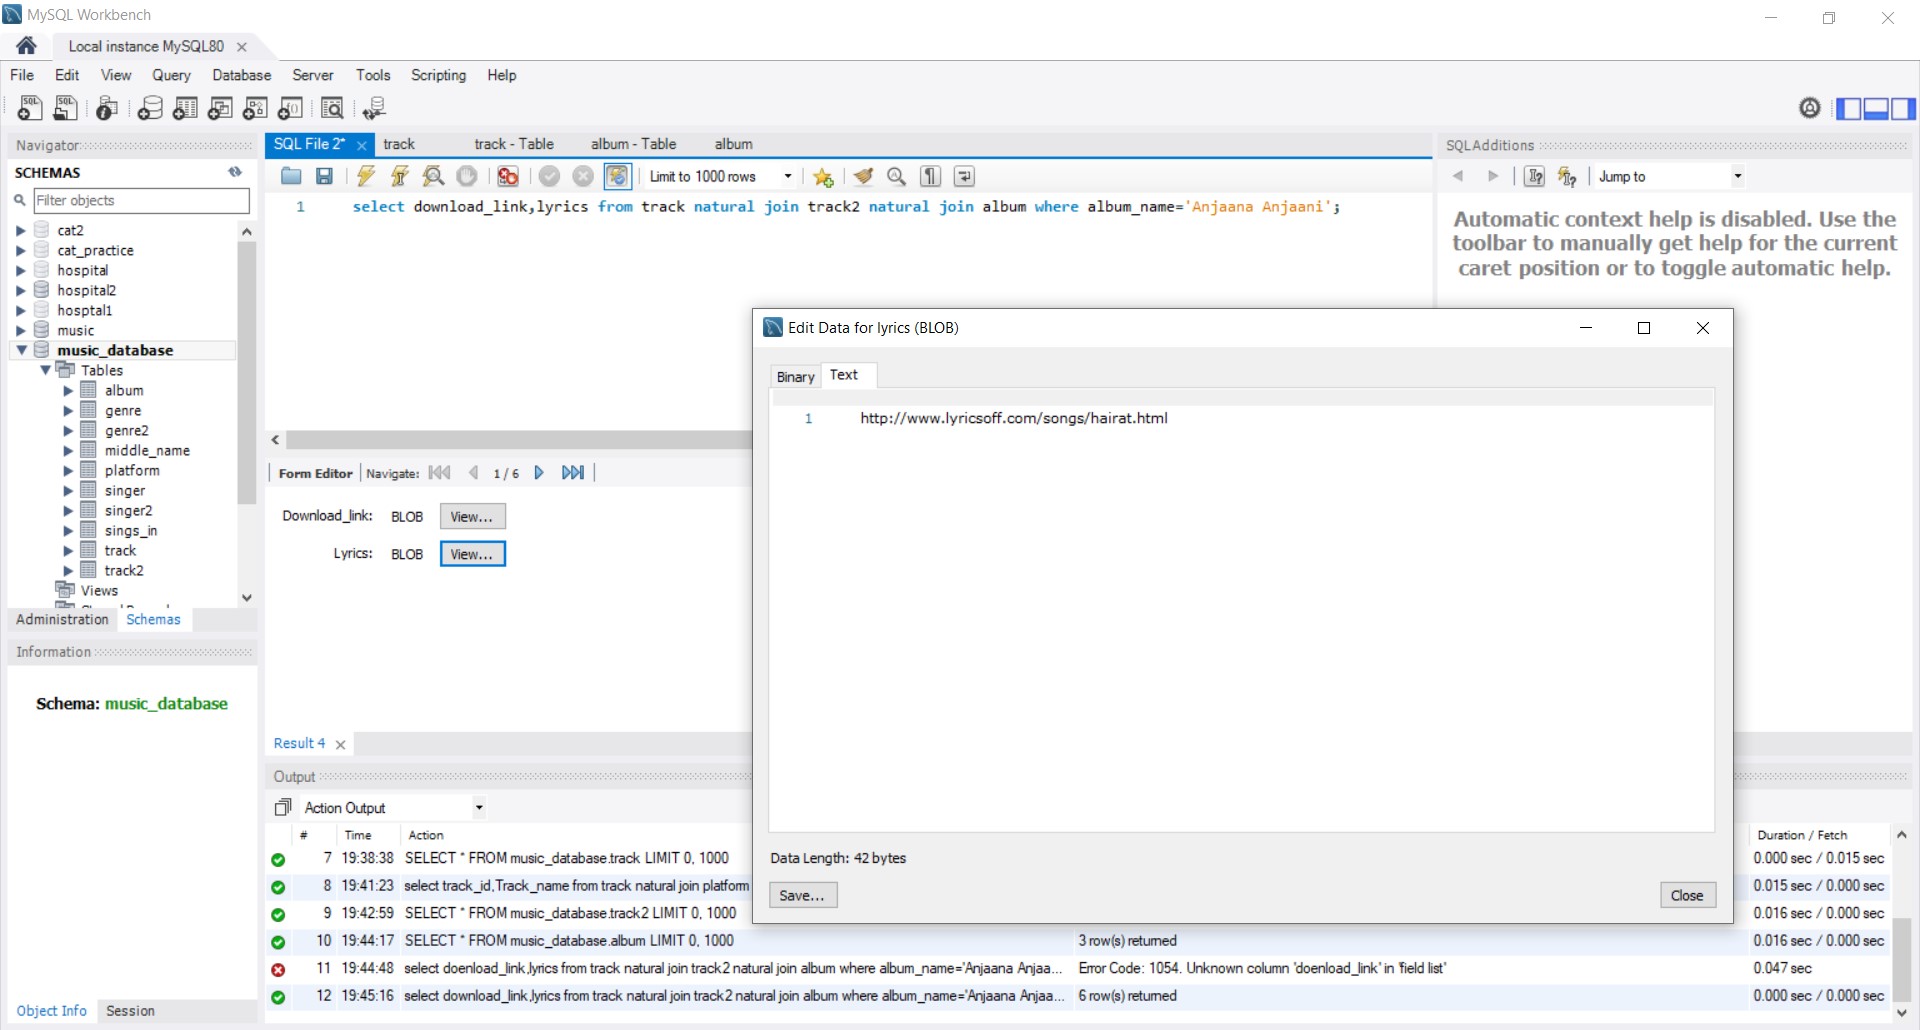 MySQL Workbench
Local instance MySQL80
File Edit View Query Database Server Tools Scripting Help
Navigator
SCHEMAS
Filter objects
cat2
cat_practice
hospital
hospital2
hosptal1
music
music_database
Tables
album
genre
genre2
middle_name
platform
singer
singer2
sings_in
track
track2
Views
Administration Schemas
Information
Schema: music_database
Object Info Session
SQL File 2* track track - Table album - Table album
Limit to 1000 rows
1 select download_link,lyrics from track natural join track2 natural join album where album_name='Anjaana Anjaani';
Form Editor Navigate: 1 / 6
Download_link: BLOB View...
Lyrics: BLOB View...
Result 4
SQLAdditions
Jump to
Automatic context help is disabled. Use the
toolbar to manually get help for the current
caret position or to toggle automatic help.
Edit Data for lyrics (BLOB)
Binary Text
1 http://www.lyricsoff.com/songs/hairat.html
Data Length: 42 bytes
Save... Close
Output
Action Output
# Time Action Duration / Fetch
7 19:38:38 SELECT * FROM music_database.track LIMIT 0, 1000 0.000 sec / 0.015 sec
8 19:41:23 select track_id,Track_name from track natural join platform 0.015 sec / 0.000 sec
9 19:42:59 SELECT * FROM music_database.track2 LIMIT 0, 1000 0.016 sec / 0.000 sec
10 19:44:17 SELECT * FROM music_database.album LIMIT 0, 1000 3 row(s) returned 0.016 sec / 0.000 sec
11 19:44:48 select doenload_link,lyrics from track natural join track2 natural join album where album_name='Anjaana Anjaa... Error Code: 1054. Unknown column 'doenload_link' in 'field list' 0.047 sec
12 19:45:16 select download_link,lyrics from track natural join track2 natural join album where album_name='Anjaana Anjaa... 6 row(s) returned 0.000 sec / 0.000 sec